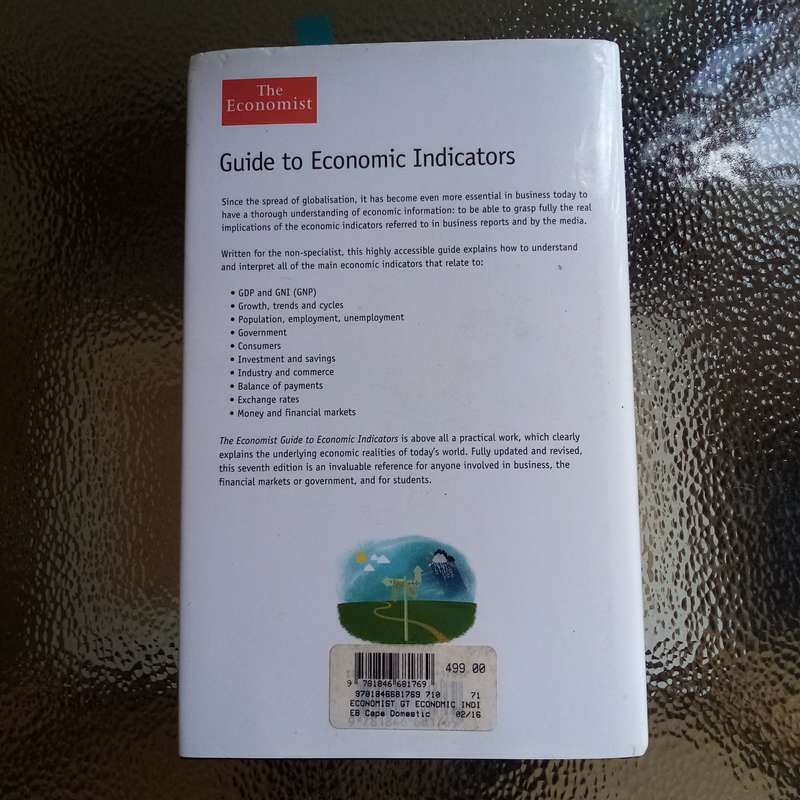 The
Economist
Guide to Economic Indicators
Since the spread of globalisation, it has become even more essential in business today to
have a thorough understanding of economic information: to be able to grasp fully the real
implications of the economic indicators referred to in business reports and by the media.
Written for the non-specialist, this highly accessible guide explains how to understand
and interpret all of the main economic indicators that relate to:
• GDP and GNI (GNP)
• Growth, trends and cycles
• Population, employment, unemployment
• Government
• Consumers
• Investment and savings
• Industry and commerce
• Balance of payments
• Exchange rates
• Money and financial markets
The Economist Guide to Economic Indicators is above all a practical work, which clearly
explains the underlying economic realities of today's world. Fully updated and revised,
this seventh edition is an invaluable reference for anyone involved in business, the
financial markets or government, and for students.
499.00
9 781846 681769
9781846681769 710 71
ECONOMIST GT ECONOMIC INDI
EB Cape Domestic 02/16